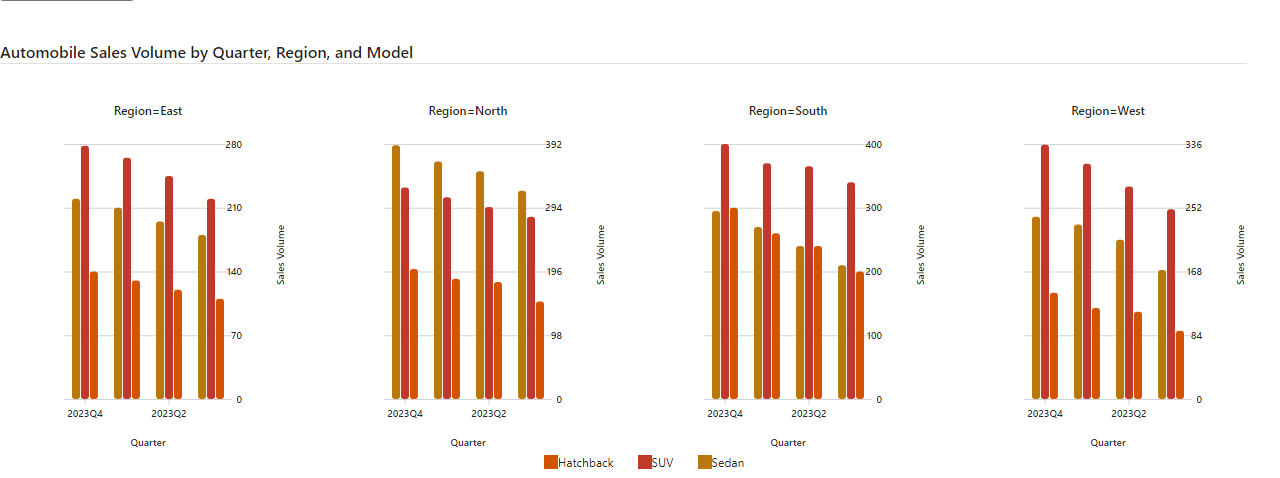 Automobile Sales Volume by Quarter, Region, and Model
Region=East
280
210
140
70
0
Sales Volume
2023Q4 2023Q2
Quarter
Region=North
392
294
196
98
0
Sales Volume
2023Q4 2023Q2
Quarter
Region=South
400
300
200
100
0
Sales Volume
2023Q4 2023Q2
Quarter
Region=West
336
252
168
84
0
Sales Volume
2023Q4 2023Q2
Quarter
Hatchback SUV Sedan